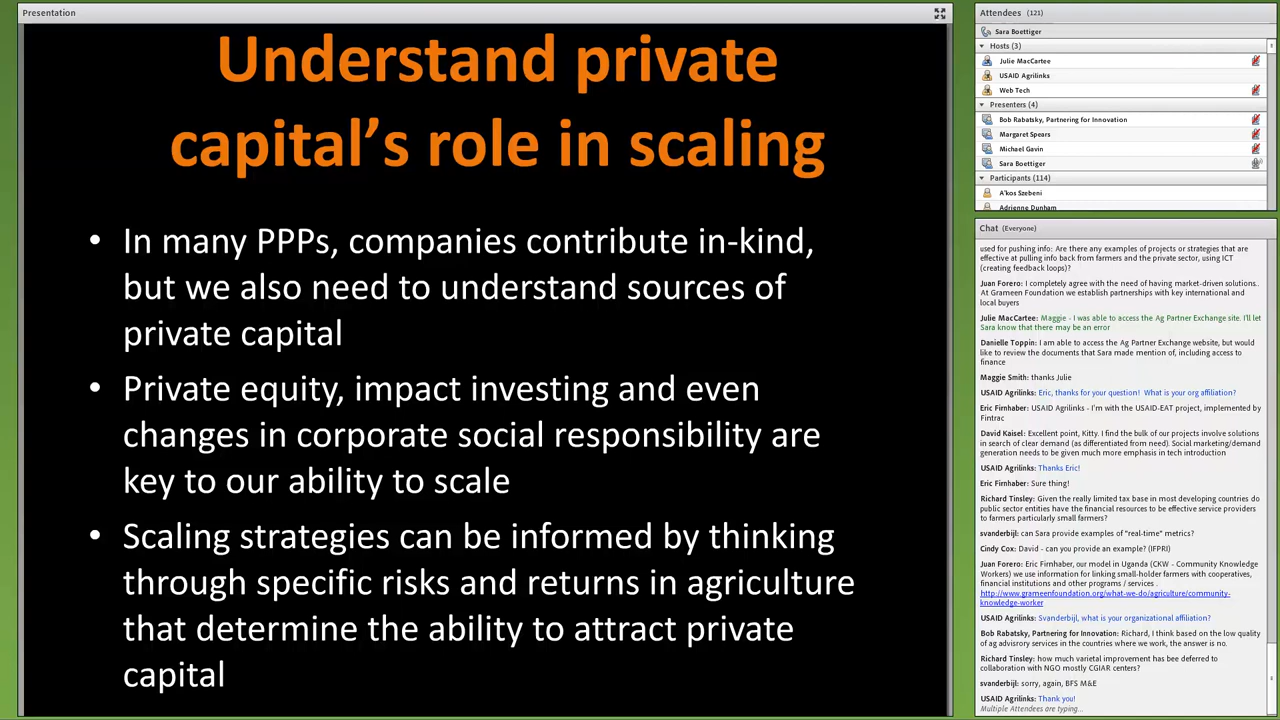 Presentation
Understand private
capital's role in scaling
• In many PPPs, companies contribute in-kind,
but we also need to understand sources of
private capital
• Private equity, impact investing and even
changes in corporate social responsibility are
key to our ability to scale
• Scaling strategies can be informed by thinking
through specific risks and returns in agriculture
that determine the ability to attract private
capital
Attendees (121)
Sara Boettiger
Hosts (3)
Julie MacCartee
USAID Agrilinks
Web Tech
Presenters (4)
Bob Rabatsky, Partnering for Innovation
Margaret Spears
Michael Gavin
Sara Boettiger
Participants (114)
A'kos Szebeni
Adrienne Dunham
Chat (Everyone)
used for pushing info: Are there any examples of projects or strategies that are
effective at pulling info back from farmers and the private sector, using ICT
(creating feedback loops)?
Juan Forero: I completely agree with the need of having market-driven solutions..
At Grameen Foundation we establish partnerships with key international and
local buyers
Julie MacCartee: Maggie - I was able to access the Ag Partner Exchange site. I'll let
Sara know that there may be an error
Danielle Toppin: I am able to access the Ag Partner Exchange website, but would
like to review the documents that Sara made mention of, including access to
finance
Maggie Smith: thanks Julie
USAID Agrilinks: Eric, thanks for your question! What is your org affiliation?
Eric Firnhaber: USAID Agrilinks - I'm with the USAID-EAT project, implemented by
Fintrac
David Kaisel: Excellent point, Kitty. I find the bulk of our projects involve solutions
in search of clear demand (as differentiated from need). Social marketing/demand
generation needs to be given much more emphasis in tech introduction
USAID Agrilinks: Thanks Eric!
Eric Firnhaber: Sure thing!
Richard Tinsley: Given the really limited tax base in most developing countries do
public sector entities have the financial resources to be effective service providers
to farmers particularly small farmers?
svanderbijl: can Sara provide examples of "real-time" metrics?
Cindy Cox: David - can you provide an example? (IFPRI)
Juan Forero: Eric Firnhaber, our model in Uganda (CKW - Community Knowledge
Workers) we use information for linking small-holder farmers with cooperatives,
financial institutions and other programs / services .
http://www.grameenfoundation.org/what-we-do/agriculture/community-
knowledge-worker
USAID Agrilinks: Svanderbijl, what is your organizational affiliation?
Bob Rabatsky, Partnering for Innovation: Richard, I think based on the low quality
of ag advisory services in the countries where we work, the answer is no.
Richard Tinsley: how much varietal improvement has bee deferred to
collaboration with NGO mostly CGIAR centers?
svanderbijl: sorry, again, BFS M&E
USAID Agrilinks: Thank you!
Multiple Attendees are typing...